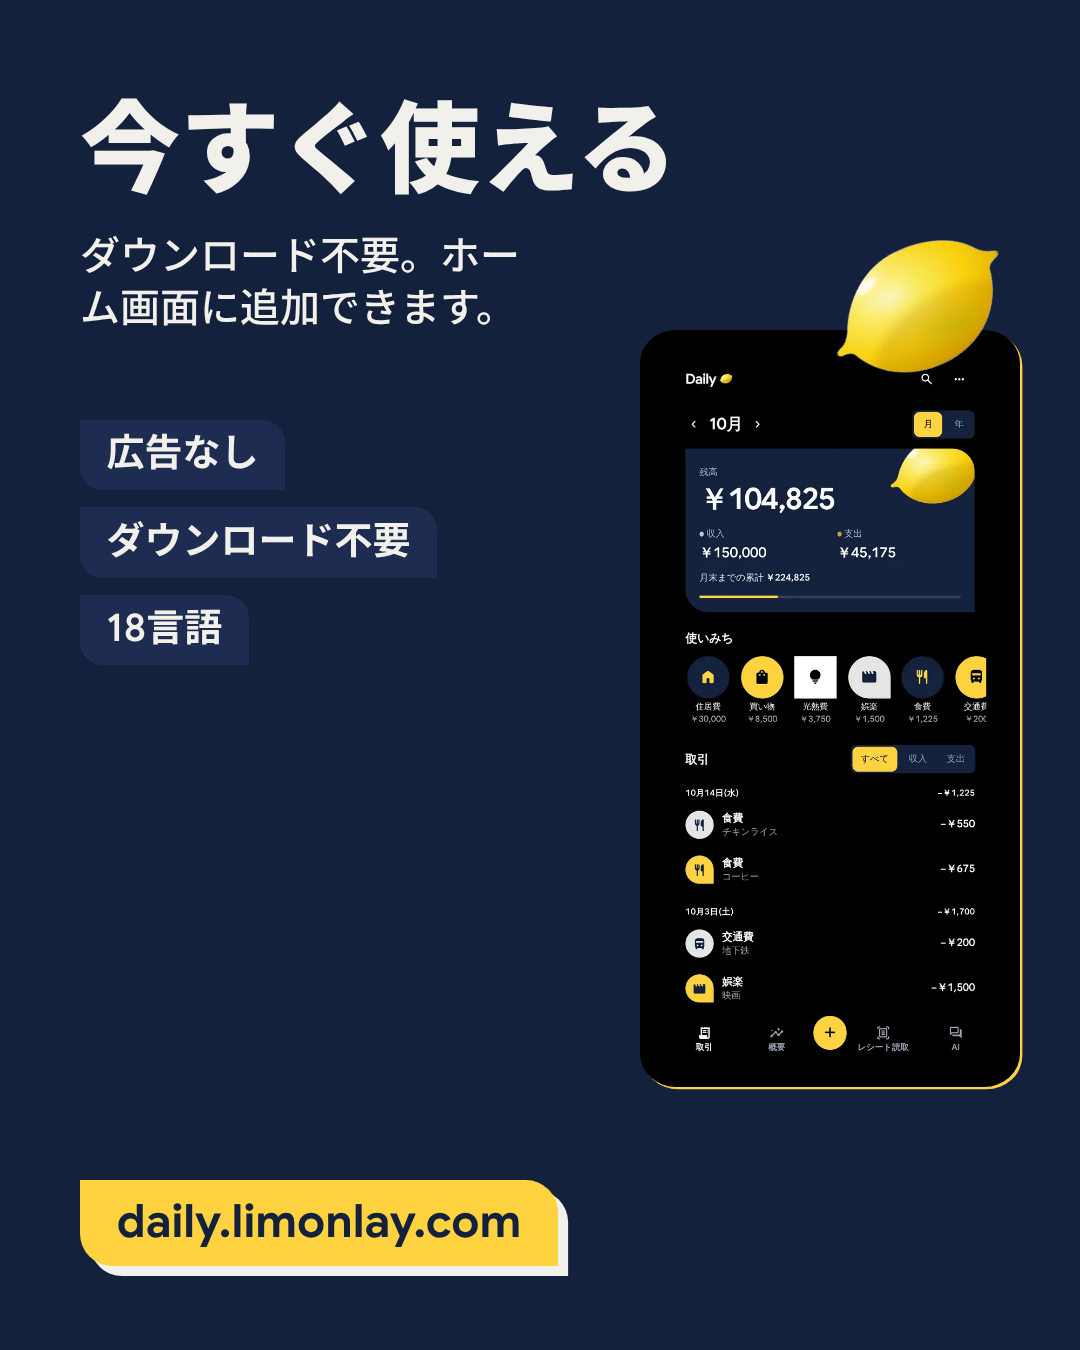 今すぐ使える
ダウンロード不要。ホー
ム画面に追加できます。
広告なし
ダウンロード不要
18言語
Daily
10月
月 年
残高
¥104,825
収入 支出
¥150,000 ¥45,175
月末までの累計 ¥224,825
使いみち
住居費 買い物 光熱費 娯楽 食費 交通費
¥30,000 ¥8,500 ¥3,750 ¥1,500 ¥1,225 ¥200
取引 すべて 収入 支出
10月14日(水) -¥1,225
食費
チキンライス -¥550
食費
コーヒー -¥675
10月3日(土) -¥1,700
交通費
地下鉄 -¥200
娯楽
映画 -¥1,500
取引 概要 + レシート読取 AI
daily.limonlay.com